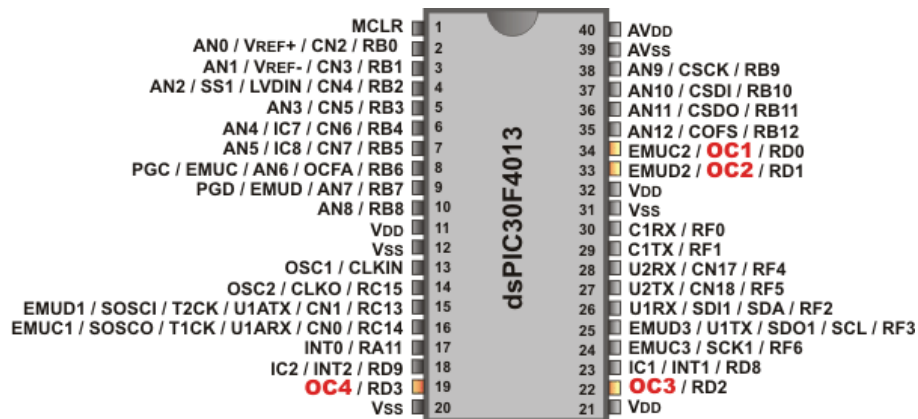 MCLR 1
AN0 / VREF+ / CN2 / RB0 2
AN1 / VREF- / CN3 / RB1 3
AN2 / SS1 / LVDIN / CN4 / RB2 4
AN3 / CN5 / RB3 5
AN4 / IC7 / CN6 / RB4 6
AN5 / IC8 / CN7 / RB5 7
PGC / EMUC / AN6 / OCFA / RB6 8
PGD / EMUD / AN7 / RB7 9
AN8 / RB8 10
VDD 11
VSS 12
OSC1 / CLKIN 13
OSC2 / CLKO / RC15 14
EMUD1 / SOSCI / T2CK / U1ATX / CN1 / RC13 15
EMUC1 / SOSCO / T1CK / U1ARX / CN0 / RC14 16
INT0 / RA11 17
IC2 / INT2 / RD9 18
OC4 / RD3 19
VSS 20
dsPIC30F4013
40 AVDD
39 AVSS
38 AN9 / CSCK / RB9
37 AN10 / CSDI / RB10
36 AN11 / CSDO / RB11
35 AN12 / COFS / RB12
34 EMUC2 / OC1 / RD0
33 EMUD2 / OC2 / RD1
32 VDD
31 VSS
30 C1RX / RF0
29 C1TX / RF1
28 U2RX / CN17 / RF4
27 U2TX / CN18 / RF5
26 U1RX / SDI1 / SDA / RF2
25 EMUD3 / U1TX / SDO1 / SCL / RF3
24 EMUC3 / SCK1 / RF6
23 IC1 / INT1 / RD8
22 OC3 / RD2
21 VDD